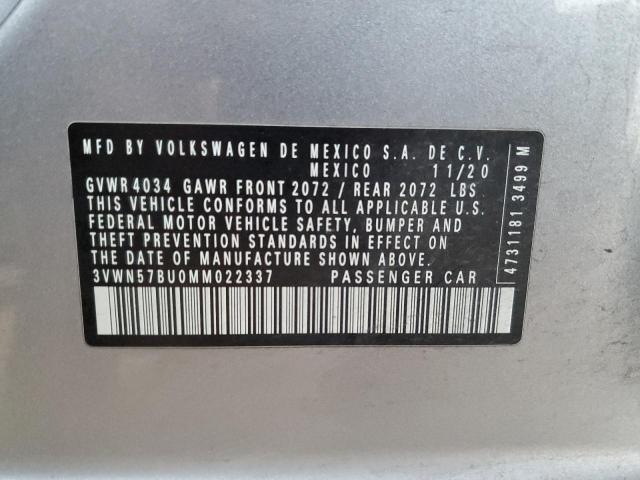 MFD BY VOLKSWAGEN DE MEXICO S.A. DE C.V.
MEXICO 11/20
GVWR 4034 GAWR FRONT 2072 / REAR 2072 LBS
THIS VEHICLE CONFORMS TO ALL APPLICABLE U.S.
FEDERAL MOTOR VEHICLE SAFETY, BUMPER AND
THEFT PREVENTION STANDARDS IN EFFECT ON
THE DATE OF MANUFACTURE SHOWN ABOVE.
3VWN57BU0MM022337 PASSENGER CAR
4731181 3499 M